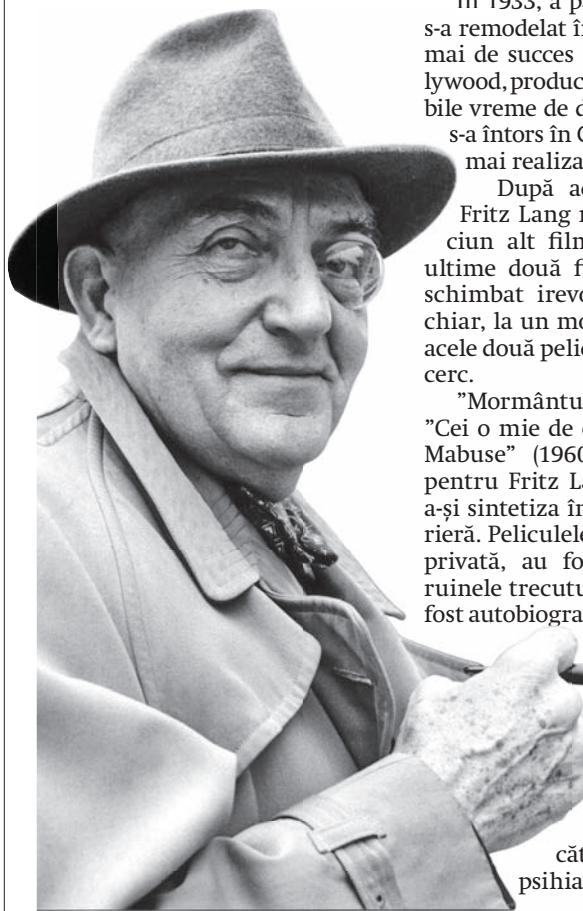 în 1933, a p
s-a remodelat în
mai de succes
lywood, produc
bile vreme de d
s-a întors în
mai realiza
După ac
Fritz Lang
ciun alt film
ultime două f
schimbat irevo
chiar, la un mo
acele două pelic
cerc.
"Mormântu
"Cei o mie de
Mabuse" (1960
pentru Fritz La
a-și sintetiza în
rieră. Peliculele
privată, au fo
ruinele trecutu
fost autobiogra
căt
psihia